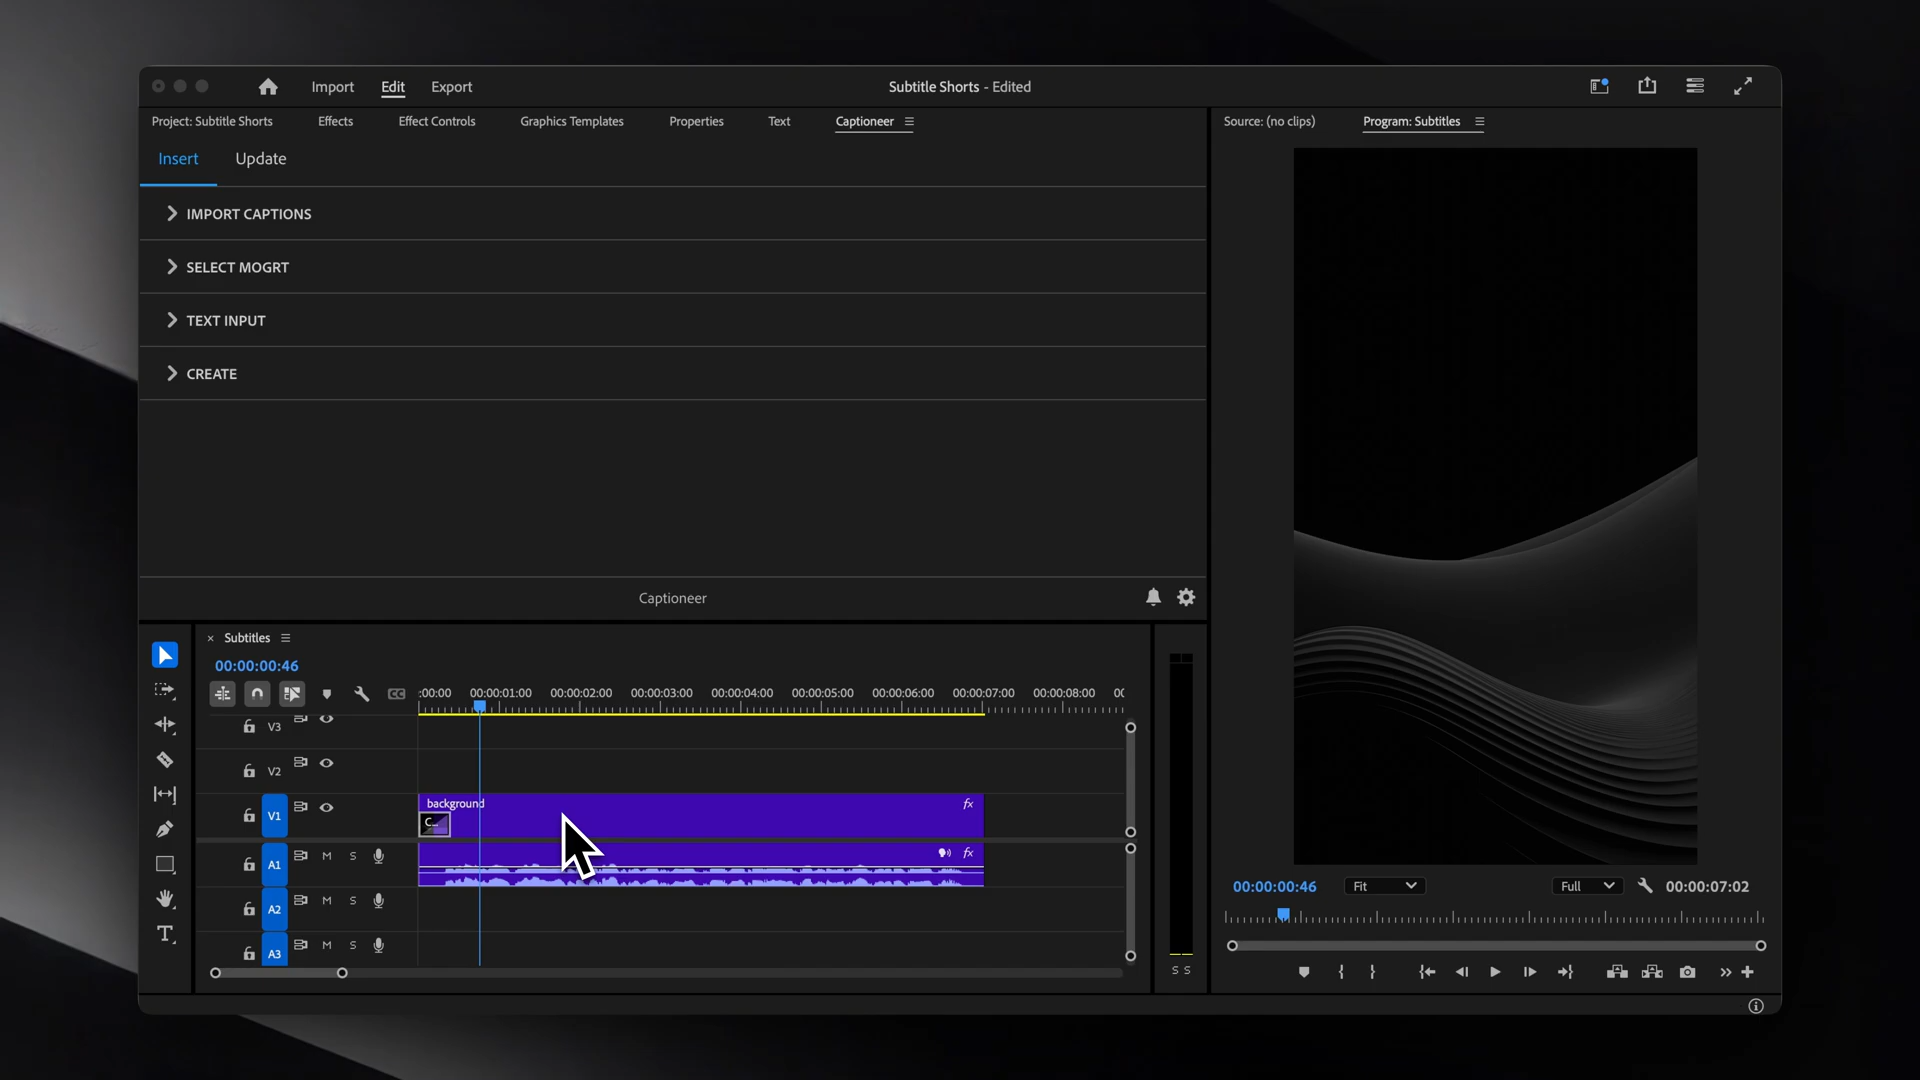 Import Edit Export Subtitle Shorts - Edited
Project: Subtitle Shorts Effects Effect Controls Graphics Templates Properties Text Captioneer Source: (no clips) Program: Subtitles
Insert Update
IMPORT CAPTIONS
SELECT MOGRT
TEXT INPUT
CREATE
Captioneer
× Subtitles
00:00:00:46
CC :00:00 00:00:01:00 00:00:02:00 00:00:03:00 00:00:04:00 00:00:05:00 00:00:06:00 00:00:07:00 00:00:08:00 00
V3
V2
background fx
V1 C...
A1 M S fx
A2 M S
A3 M S
S S
00:00:00:46 Fit Full 00:00:07:02